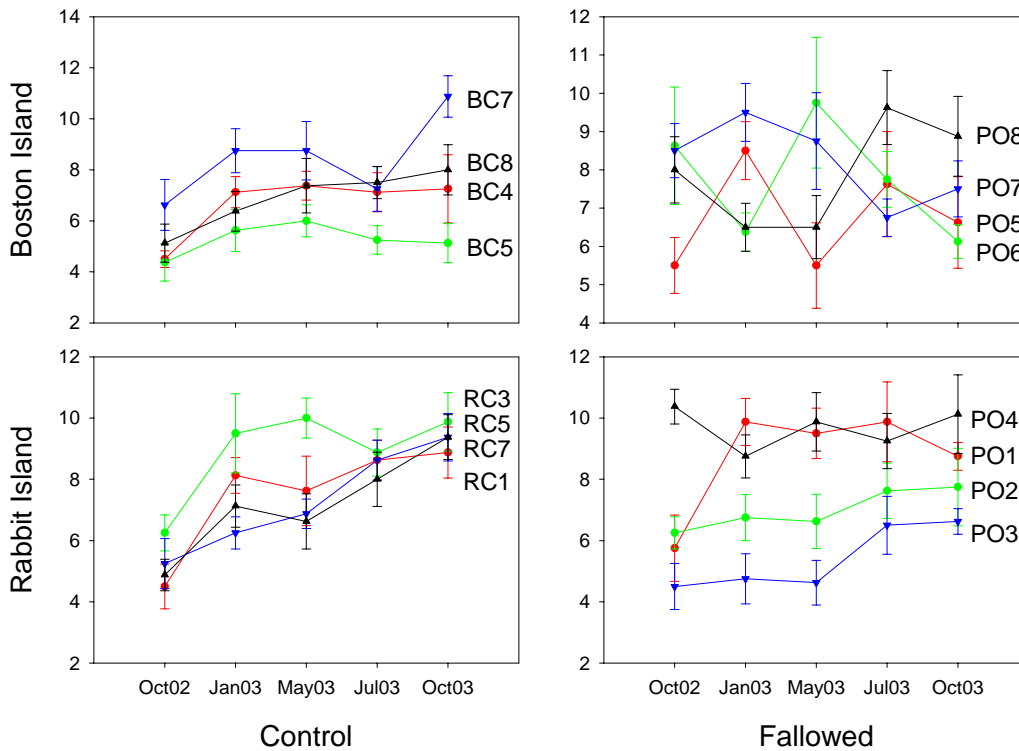 14
12
10
8
6
4
2
Boston Island
BC7
BC8
BC4
BC5
12
11
10
9
8
7
6
5
4
PO8
PO7
PO5
PO6
12
10
8
6
4
2
Rabbit Island
RC3
RC5
RC7
RC1
Oct02 Jan03 May03 Jul03 Oct03
Control
12
10
8
6
4
2
PO4
PO1
PO2
PO3
Oct02 Jan03 May03 Jul03 Oct03
Fallowed